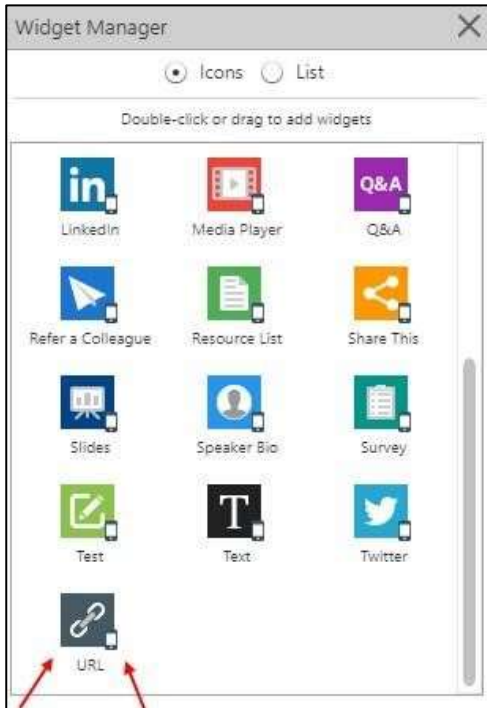 Widget Manager
Icons List
Double-click or drag to add widgets
in Q&A
LinkedIn Media Player Q&A
Refer a Colleague Resource List Share This
Slides Speaker Bio Survey
T
Test Text Twitter
URL